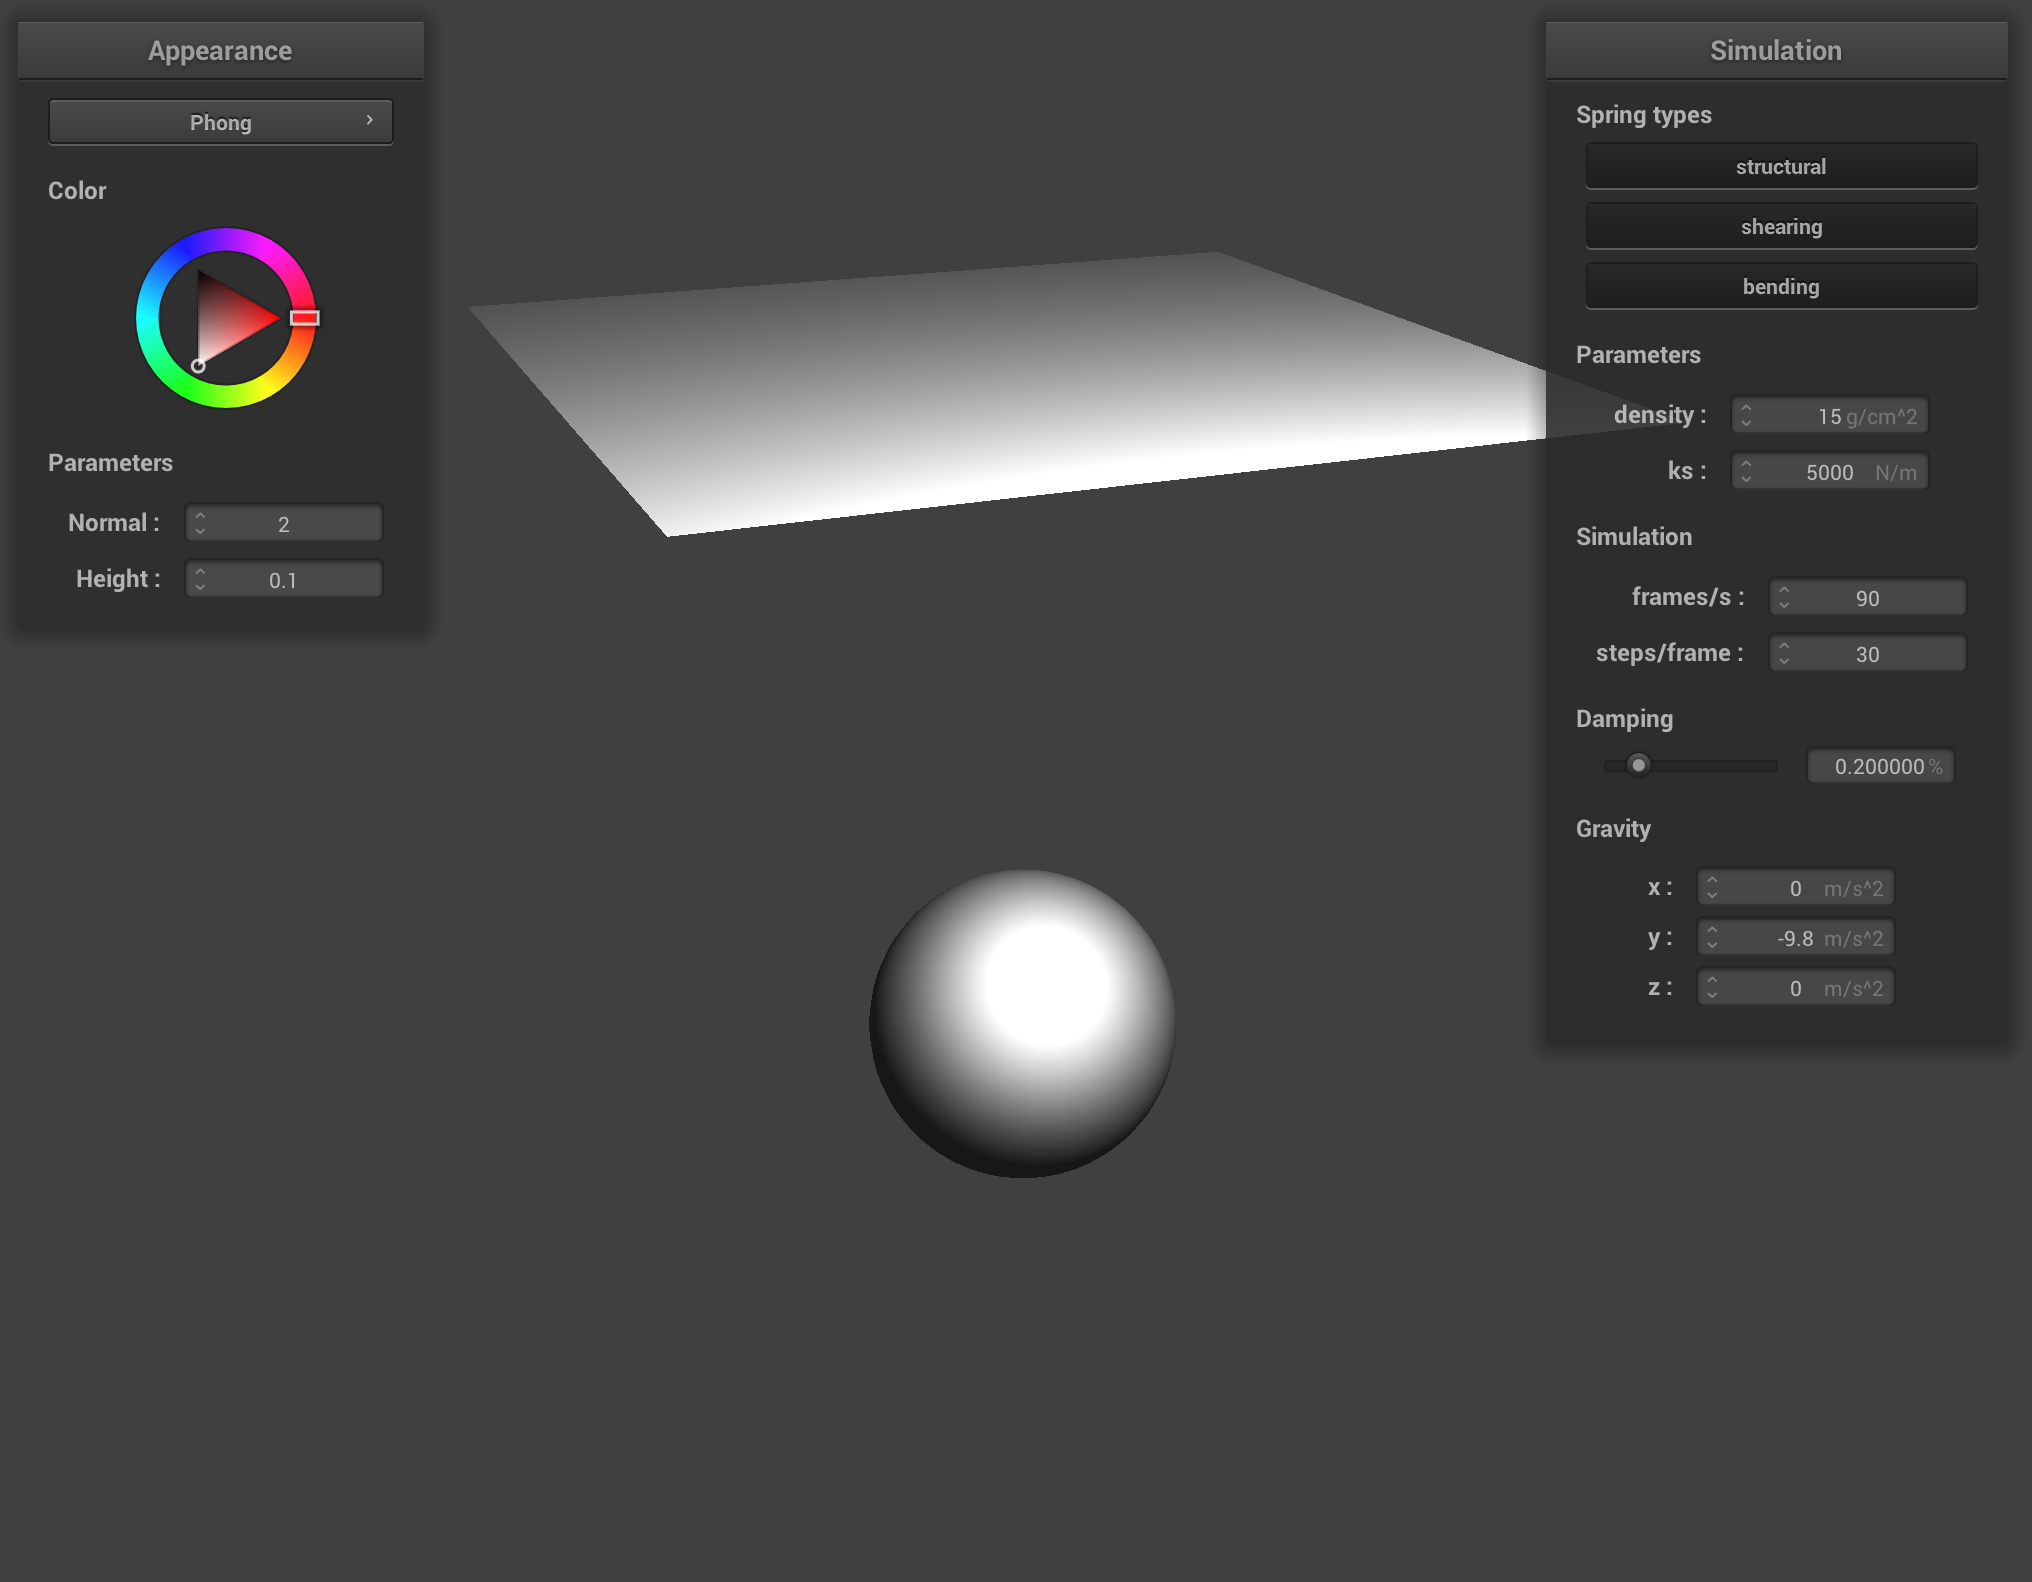 Appearance
Phong
Color
Parameters
Normal : 2
Height : 0.1
Simulation
Spring types
structural
shearing
bending
Parameters
density : 15 g/cm^2
ks : 5000 N/m
Simulation
frames/s : 90
steps/frame : 30
Damping
0.200000 %
Gravity
x : 0 m/s^2
y : -9.8 m/s^2
z : 0 m/s^2